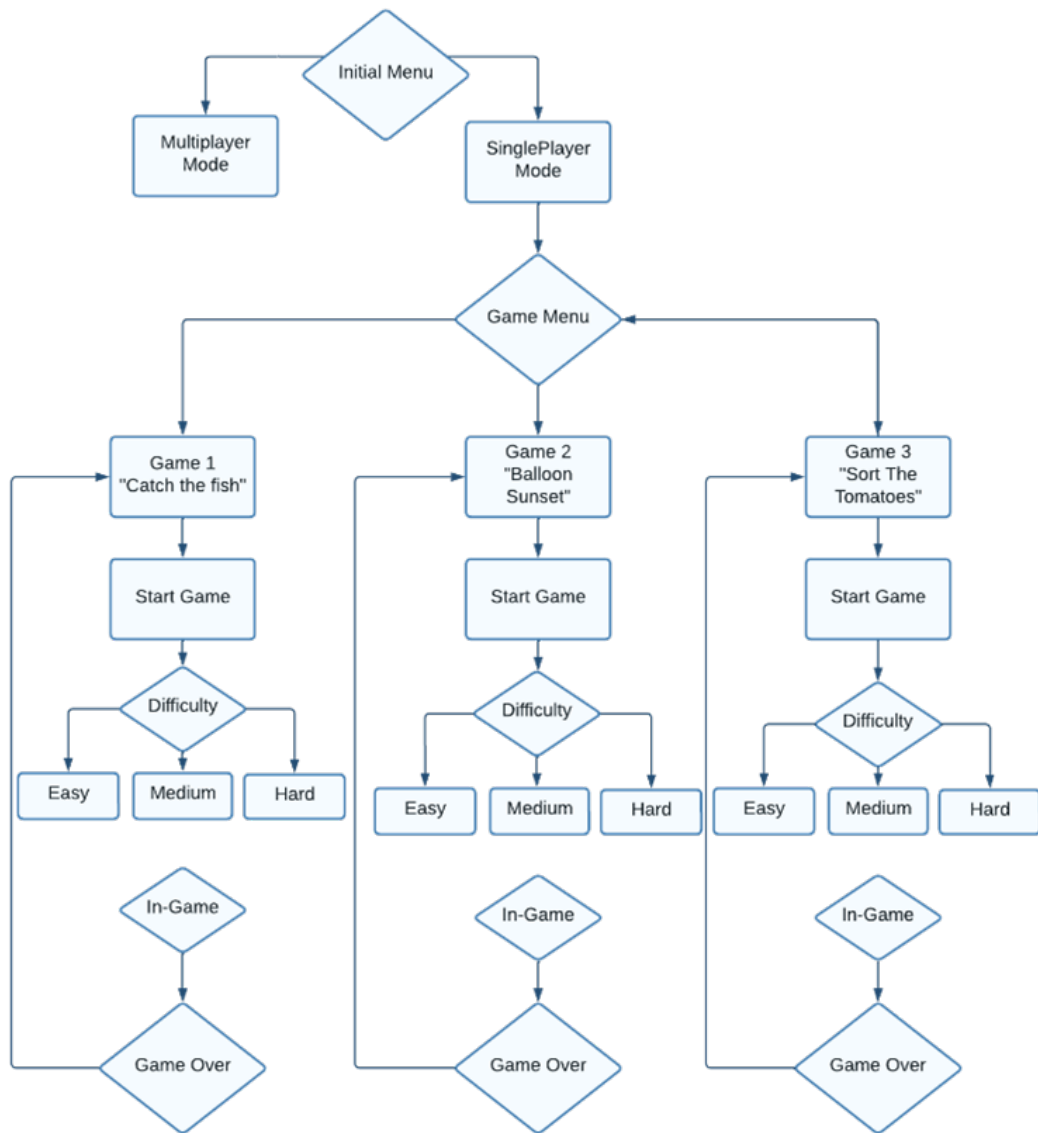 Initial Menu
Multiplayer
Mode
SinglePlayer
Mode
Game Menu
Game 1
"Catch the fish"
Game 2
"Balloon
Sunset"
Game 3
"Sort The
Tomatoes"
Start Game
Start Game
Start Game
Difficulty
Difficulty
Difficulty
Easy
Medium
Hard
Easy
Medium
Hard
Easy
Medium
Hard
In-Game
In-Game
In-Game
Game Over
Game Over
Game Over